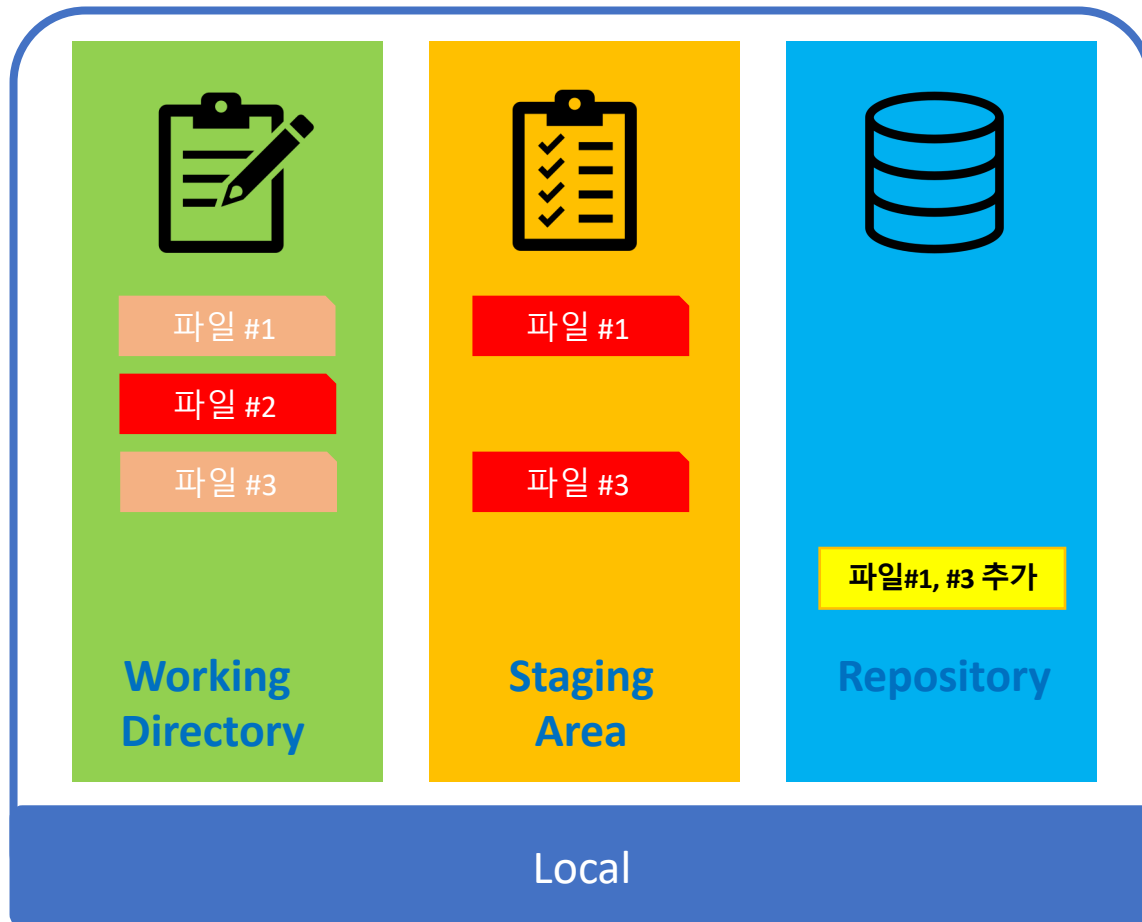 파일 #1
파일 #2
파일 #3
Working
Directory
파일 #1
파일 #3
Staging
Area
파일#1, #3 추가
Repository
Local